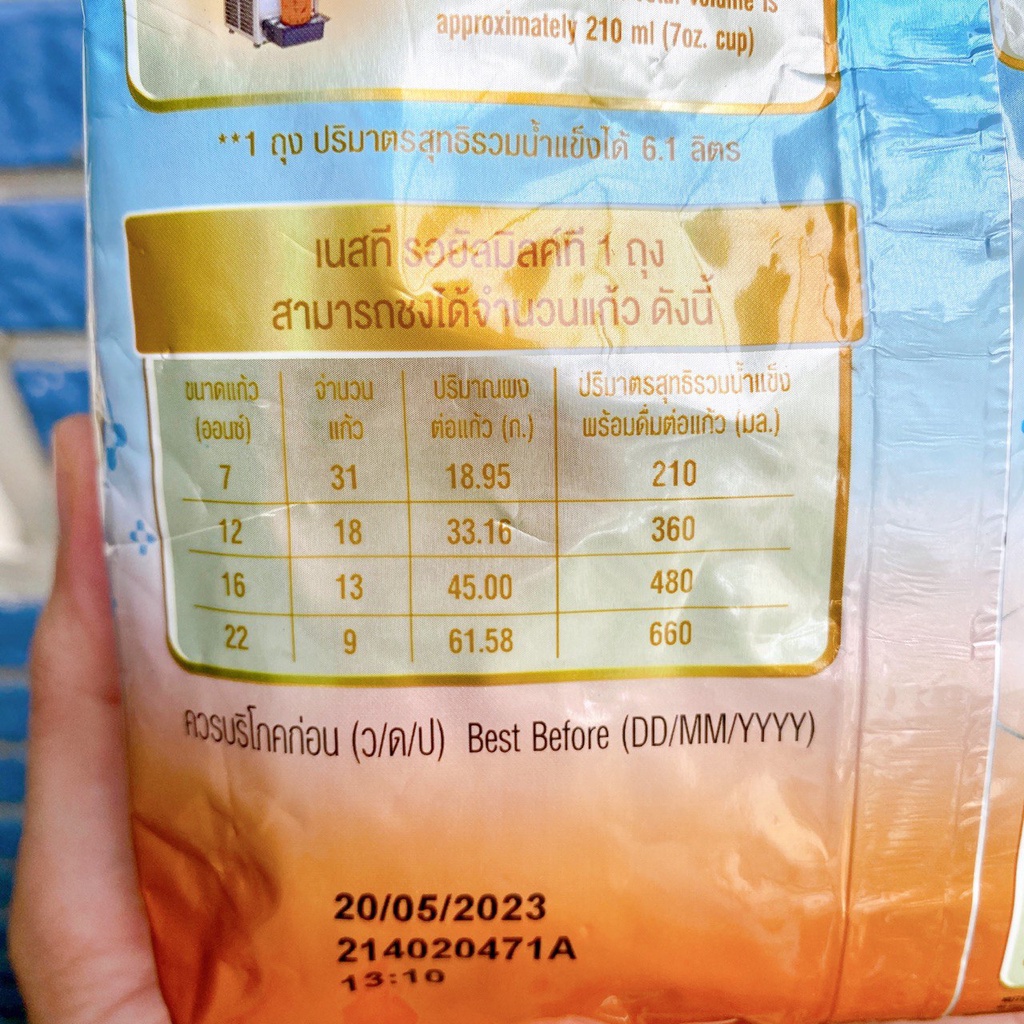 approximately 210 ml (7oz. cup)
**1 ถุง ปริมาตรสุทธิรวมน้ำแข็งได้ 6.1 ลิตร
เนสที รอยัลมิลค์ที 1 ถุง
สามารถชงได้จำนวนแก้ว ดังนี้
ขนาดแก้ว จำนวน ปริมาณผง ปริมาตรสุทธิรวมน้ำแข็ง
(ออนซ์) แก้ว ต่อแก้ว (ก.) พร้อมดื่มต่อแก้ว (มล.)
7 31 18.95 210
12 18 33.16 360
16 13 45.00 480
22 9 61.58 660
ควรบริโภคก่อน (ว/ด/ป) Best Before (DD/MM/YYYY)
20/05/2023
214020471A
13:10